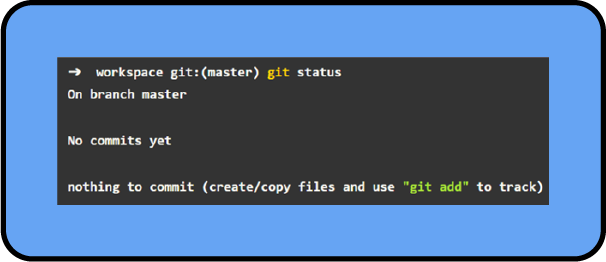 ➜ workspace git:(master) git status
On branch master
No commits yet
nothing to commit (create/copy files and use "git add" to track)